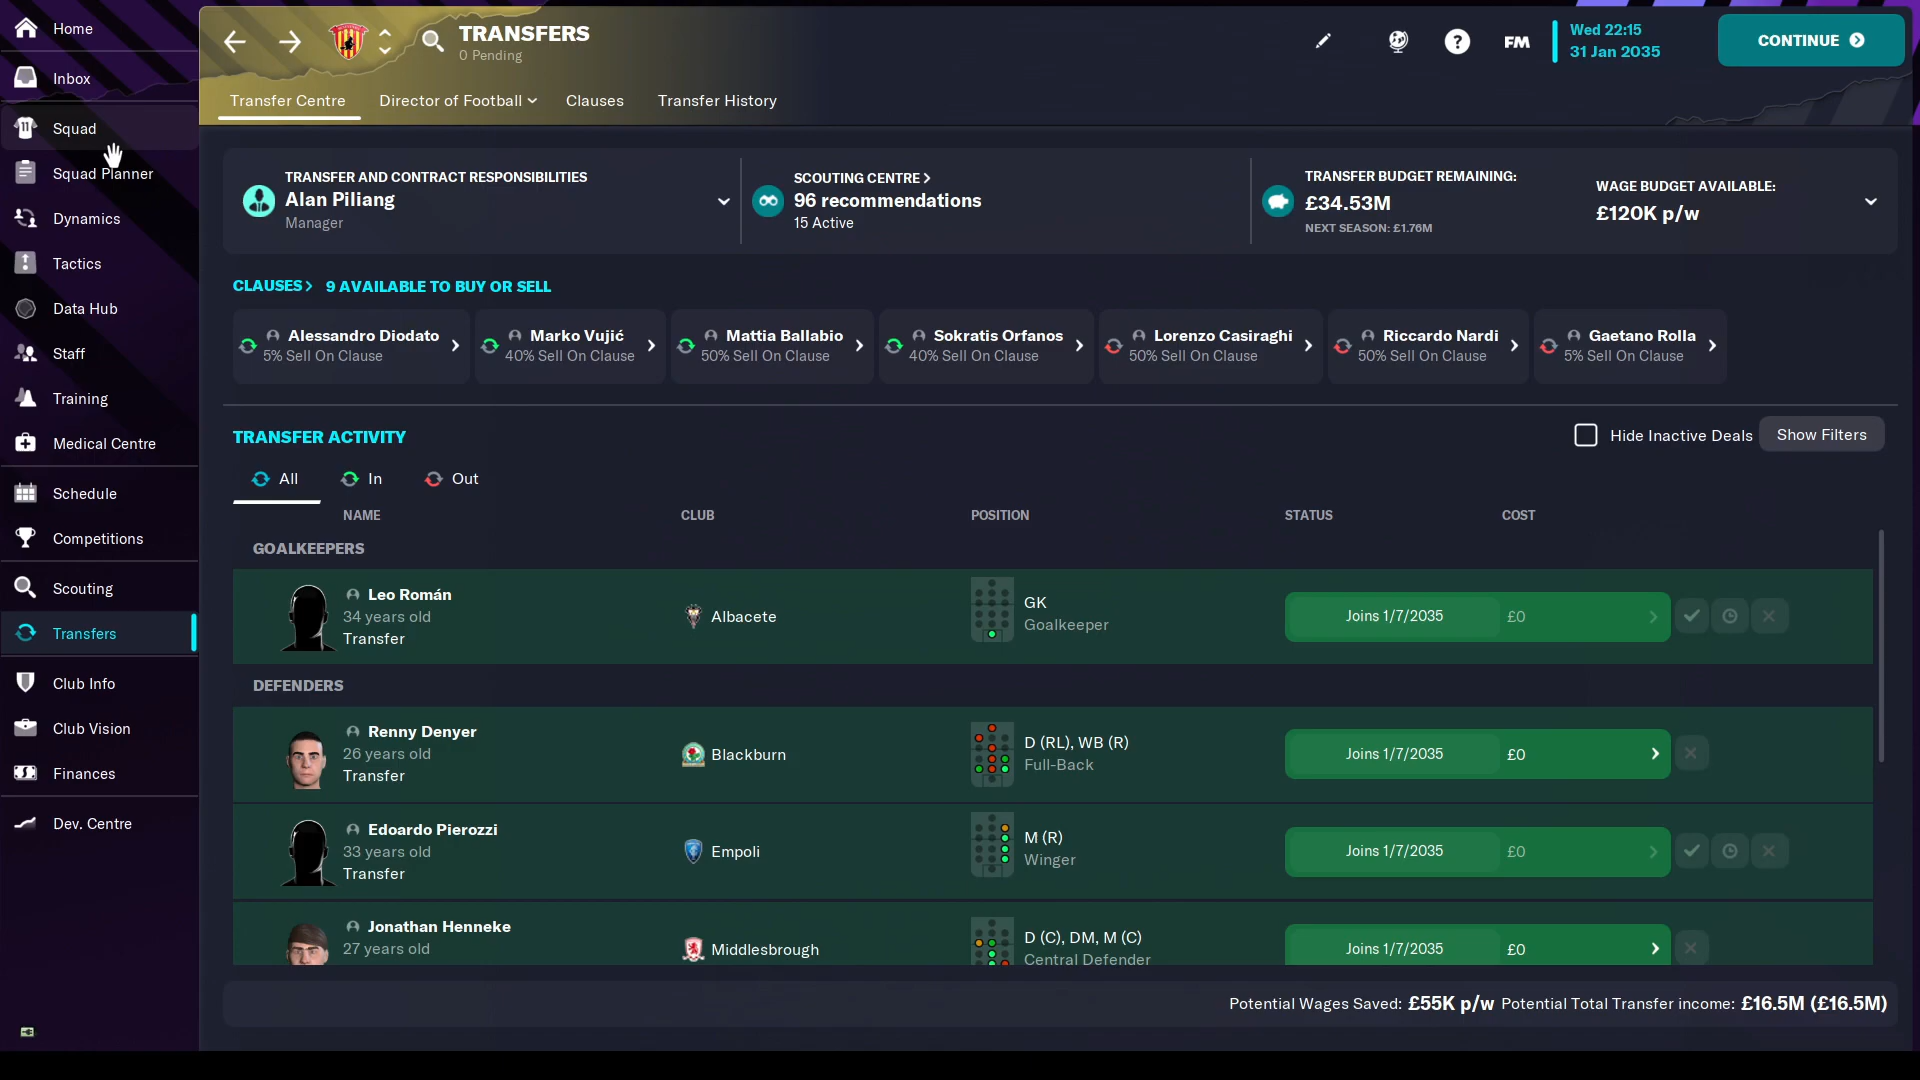 Home
Inbox
Squad
Squad Planner
Dynamics
Tactics
Data Hub
Staff
Training
Medical Centre
Schedule
Competitions
Scouting
Transfers
Club Info
Club Vision
Finances
Dev. Centre
TRANSFERS
0 Pending
FM
Wed 22:15
31 Jan 2035
CONTINUE
Transfer Centre
Director of Football
Clauses
Transfer History
TRANSFER AND CONTRACT RESPONSIBILITIES
Alan Piliang
Manager
SCOUTING CENTRE
96 recommendations
15 Active
TRANSFER BUDGET REMAINING:
£34.53M
NEXT SEASON: £1.76M
WAGE BUDGET AVAILABLE:
£120K p/w
CLAUSES 9 AVAILABLE TO BUY OR SELL
Alessandro Diodato
5% Sell On Clause
Marko Vujić
40% Sell On Clause
Mattia Ballabio
50% Sell On Clause
Sokratis Orfanos
40% Sell On Clause
Lorenzo Casiraghi
50% Sell On Clause
Riccardo Nardi
50% Sell On Clause
Gaetano Rolla
5% Sell On Clause
TRANSFER ACTIVITY
Hide Inactive Deals
Show Filters
All In Out
NAME CLUB POSITION STATUS COST
GOALKEEPERS
Leo Román
34 years old
Transfer
Albacete
GK
Goalkeeper
Joins 1/7/2035 £0
DEFENDERS
Renny Denyer
26 years old
Transfer
Blackburn
D (RL), WB (R)
Full-Back
Joins 1/7/2035 £0
Edoardo Pierozzi
33 years old
Transfer
Empoli
M (R)
Winger
Joins 1/7/2035 £0
Jonathan Henneke
27 years old
Middlesbrough
D (C), DM, M (C)
Central Defender
Joins 1/7/2035 £0
Potential Wages Saved: £55K p/w Potential Total Transfer income: £16.5M (£16.5M)